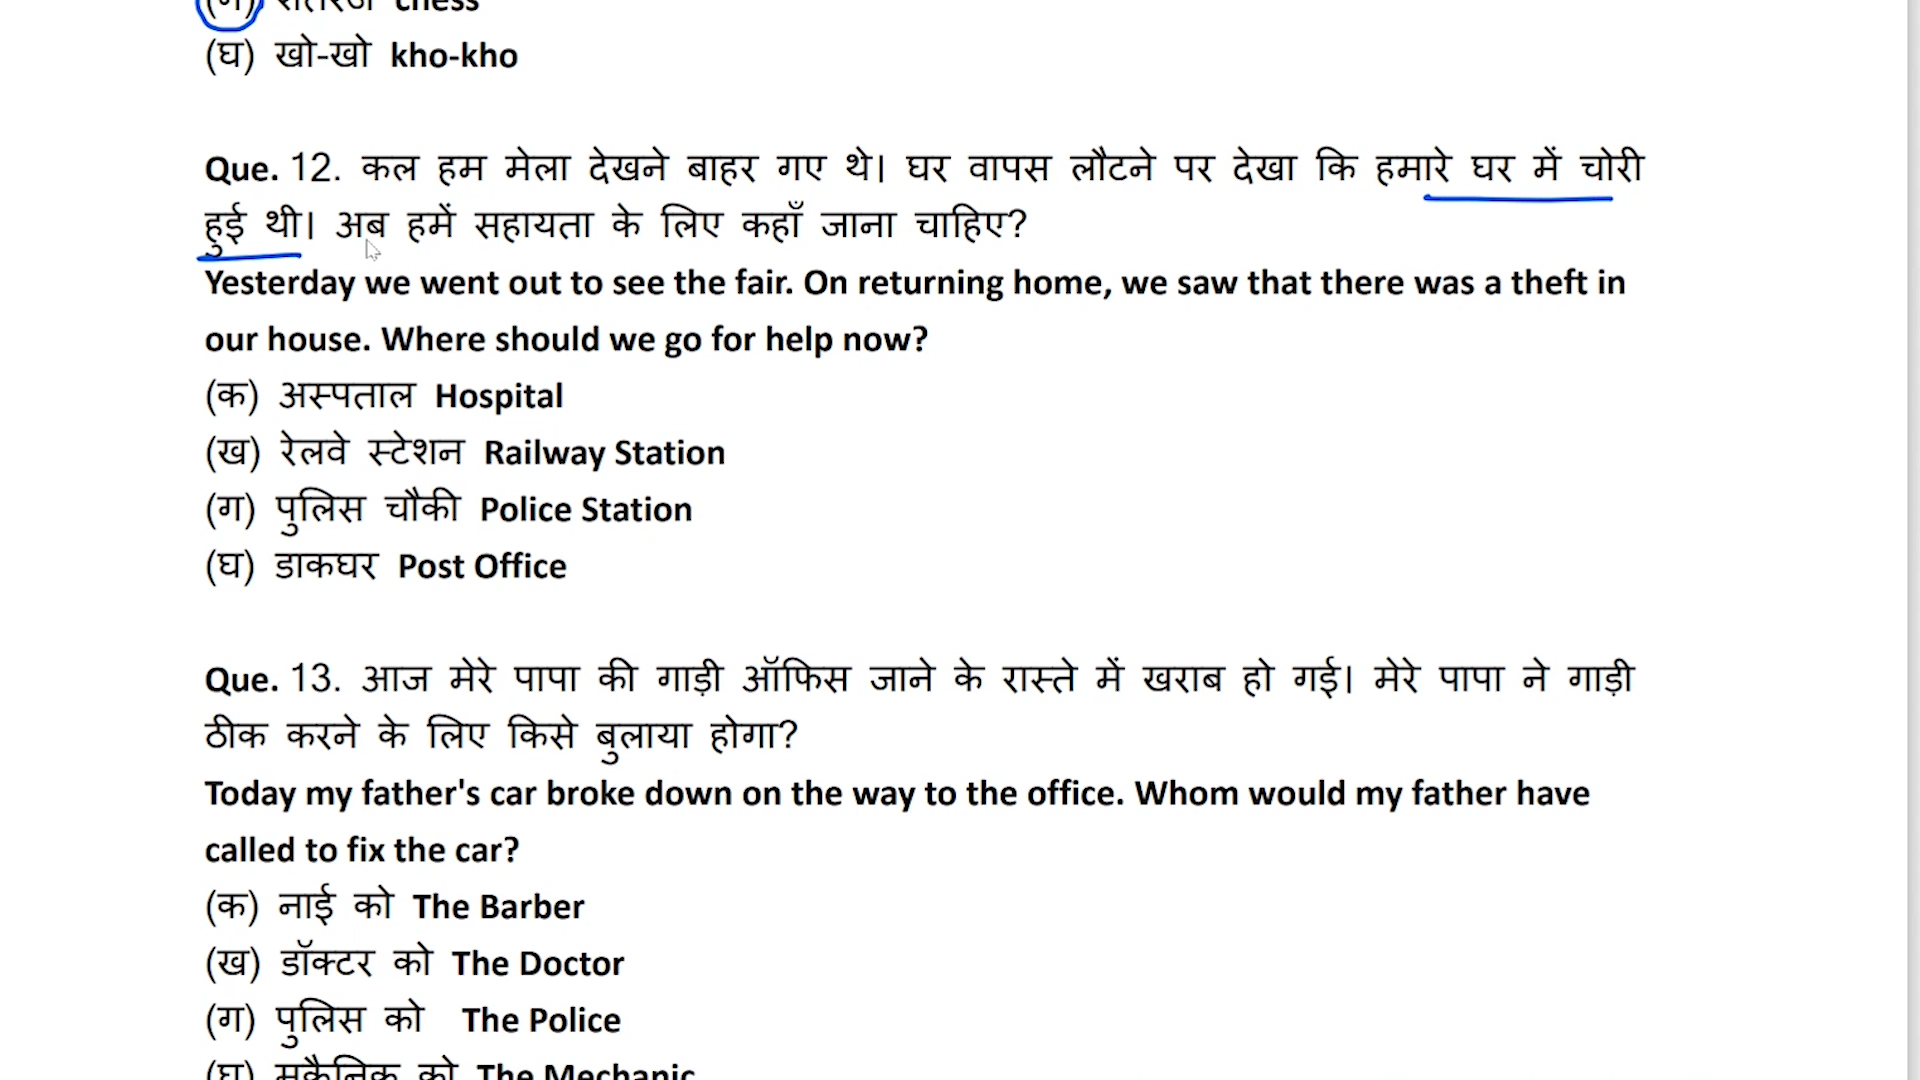 (ग) शतरंज chess
(घ) खो-खो kho-kho
Que. 12. कल हम मेला देखने बाहर गए थे। घर वापस लौटने पर देखा कि हमारे घर में चोरी
हुई थी। अब हमें सहायता के लिए कहाँ जाना चाहिए?
Yesterday we went out to see the fair. On returning home, we saw that there was a theft in
our house. Where should we go for help now?
(क) अस्पताल Hospital
(ख) रेलवे स्टेशन Railway Station
(ग) पुलिस चौकी Police Station
(घ) डाकघर Post Office
Que. 13. आज मेरे पापा की गाड़ी ऑफिस जाने के रास्ते में खराब हो गई। मेरे पापा ने गाड़ी
ठीक करने के लिए किसे बुलाया होगा?
Today my father's car broke down on the way to the office. Whom would my father have
called to fix the car?
(क) नाई को The Barber
(ख) डॉक्टर को The Doctor
(ग) पुलिस को The Police
(घ) मकैनिक को The Mechanic